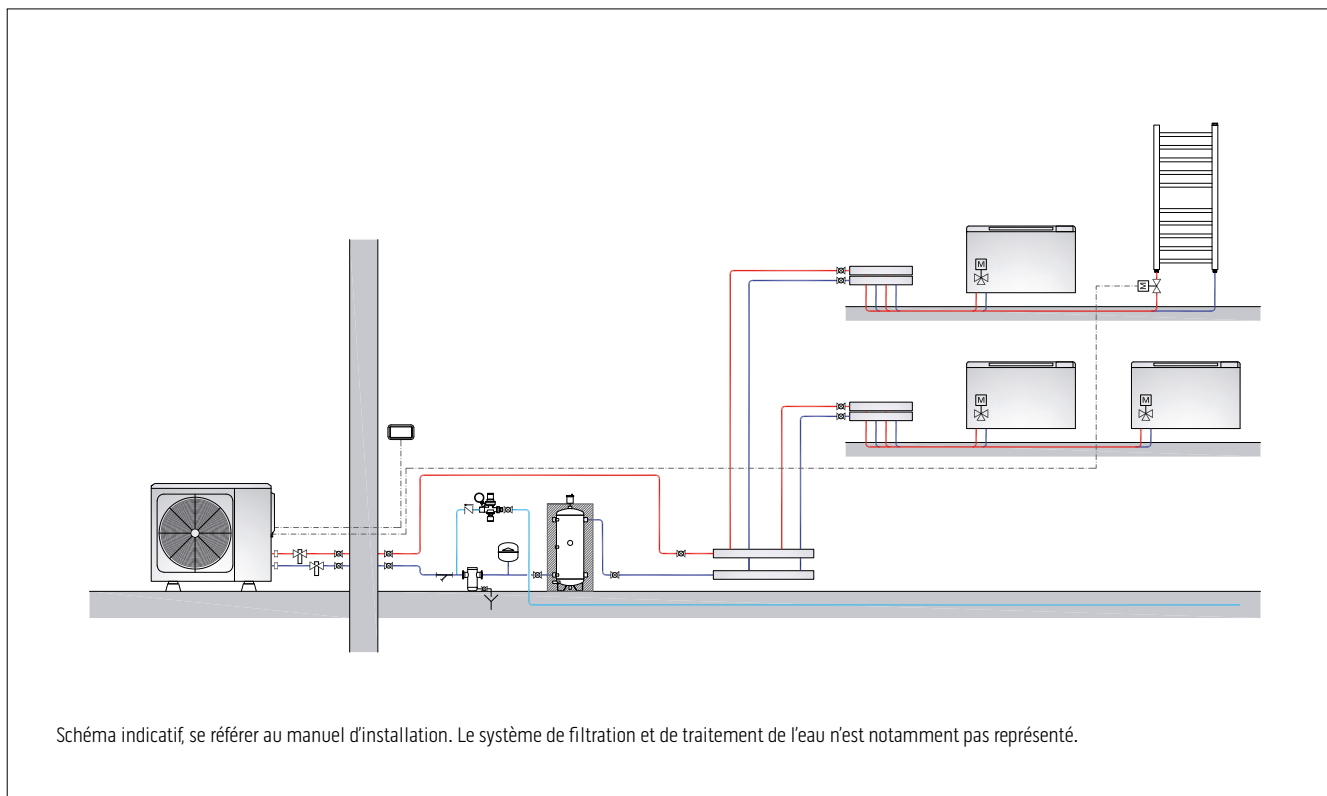 M
M
M
M
Schéma indicatif, se référer au manuel d'installation. Le système de filtration et de traitement de l'eau n'est notamment pas représenté.